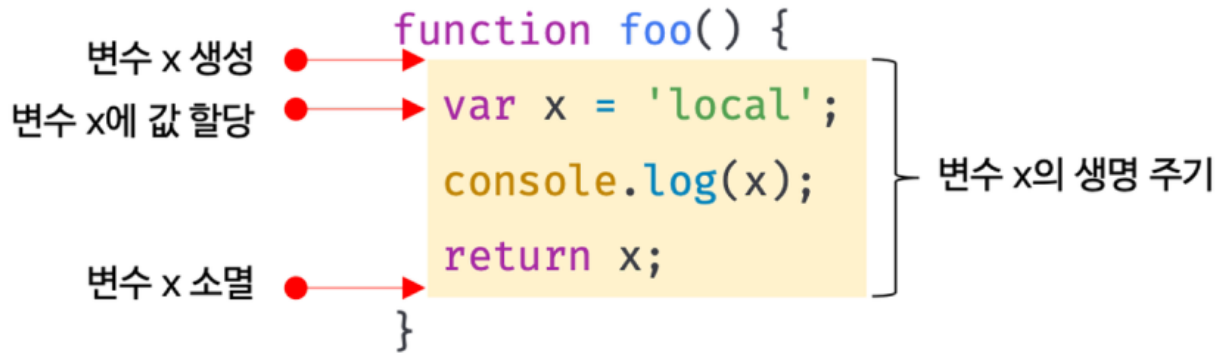 function foo() {
변수 x 생성
변수 x에 값 할당
var x = 'local';
console.log(x);
변수 x의 생명 주기
return x;
변수 x 소멸
}